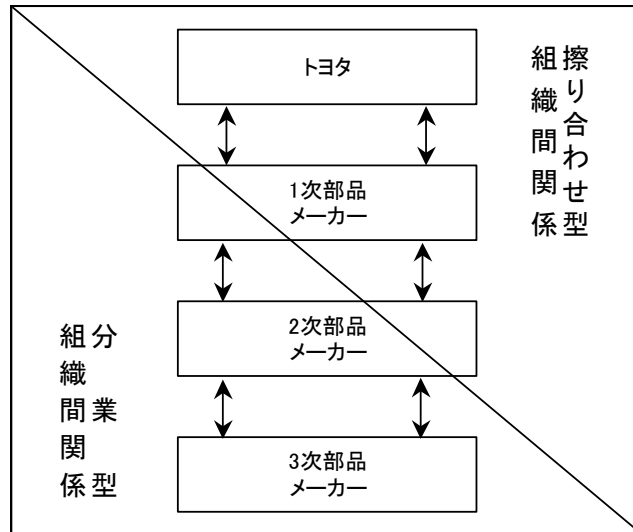 トヨタ
擦り合わせ型
組織間関係
1次部品
メーカー
2次部品
メーカー
分業型
組織間関係
3次部品
メーカー